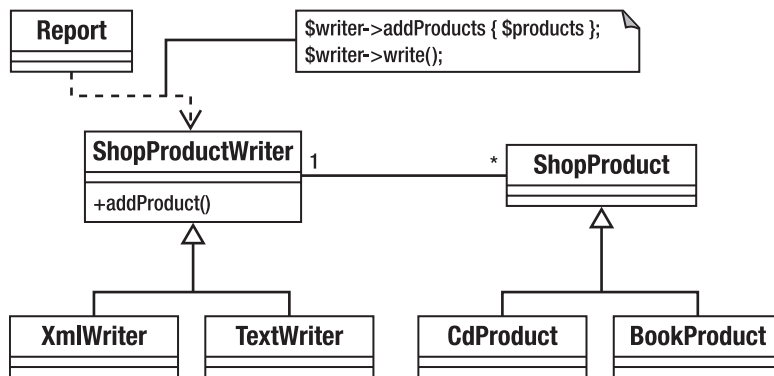 Report
$writer->addProducts { $products };
$writer->write();
ShopProductWriter
1
*
ShopProduct
+addProduct()
XmlWriter
TextWriter
CdProduct
BookProduct